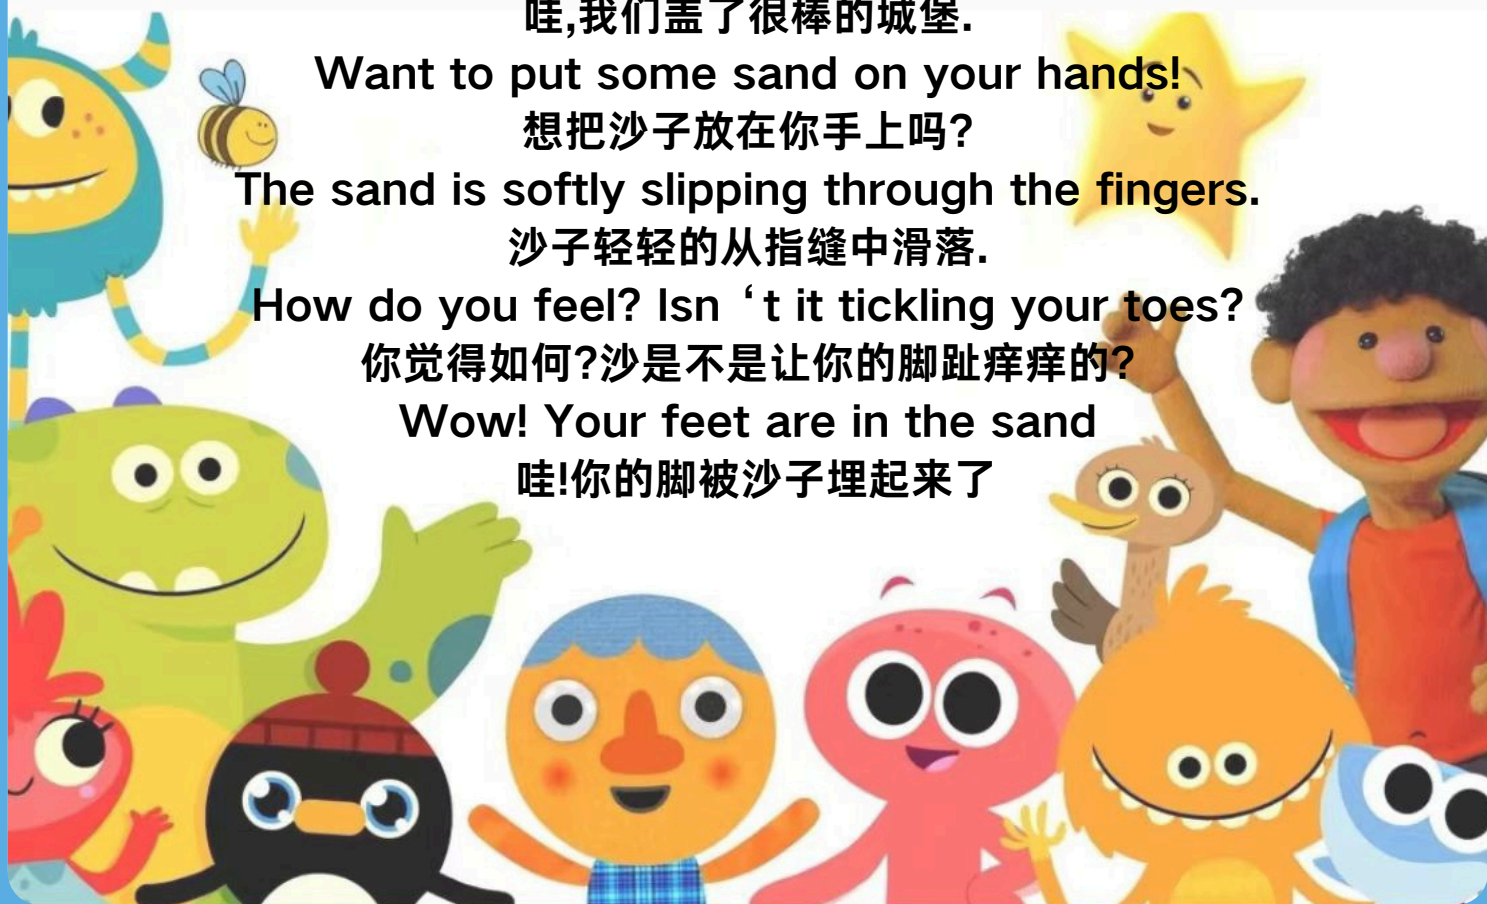 哇,我们盖了很棒的城堡.
Want to put some sand on your hands!
想把沙子放在你手上吗?
The sand is softly slipping through the fingers.
沙子轻轻的从指缝中滑落.
How do you feel? Isn ‘t it tickling your toes?
你觉得如何?沙是不是让你的脚趾痒痒的?
Wow! Your feet are in the sand
哇!你的脚被沙子埋起来了